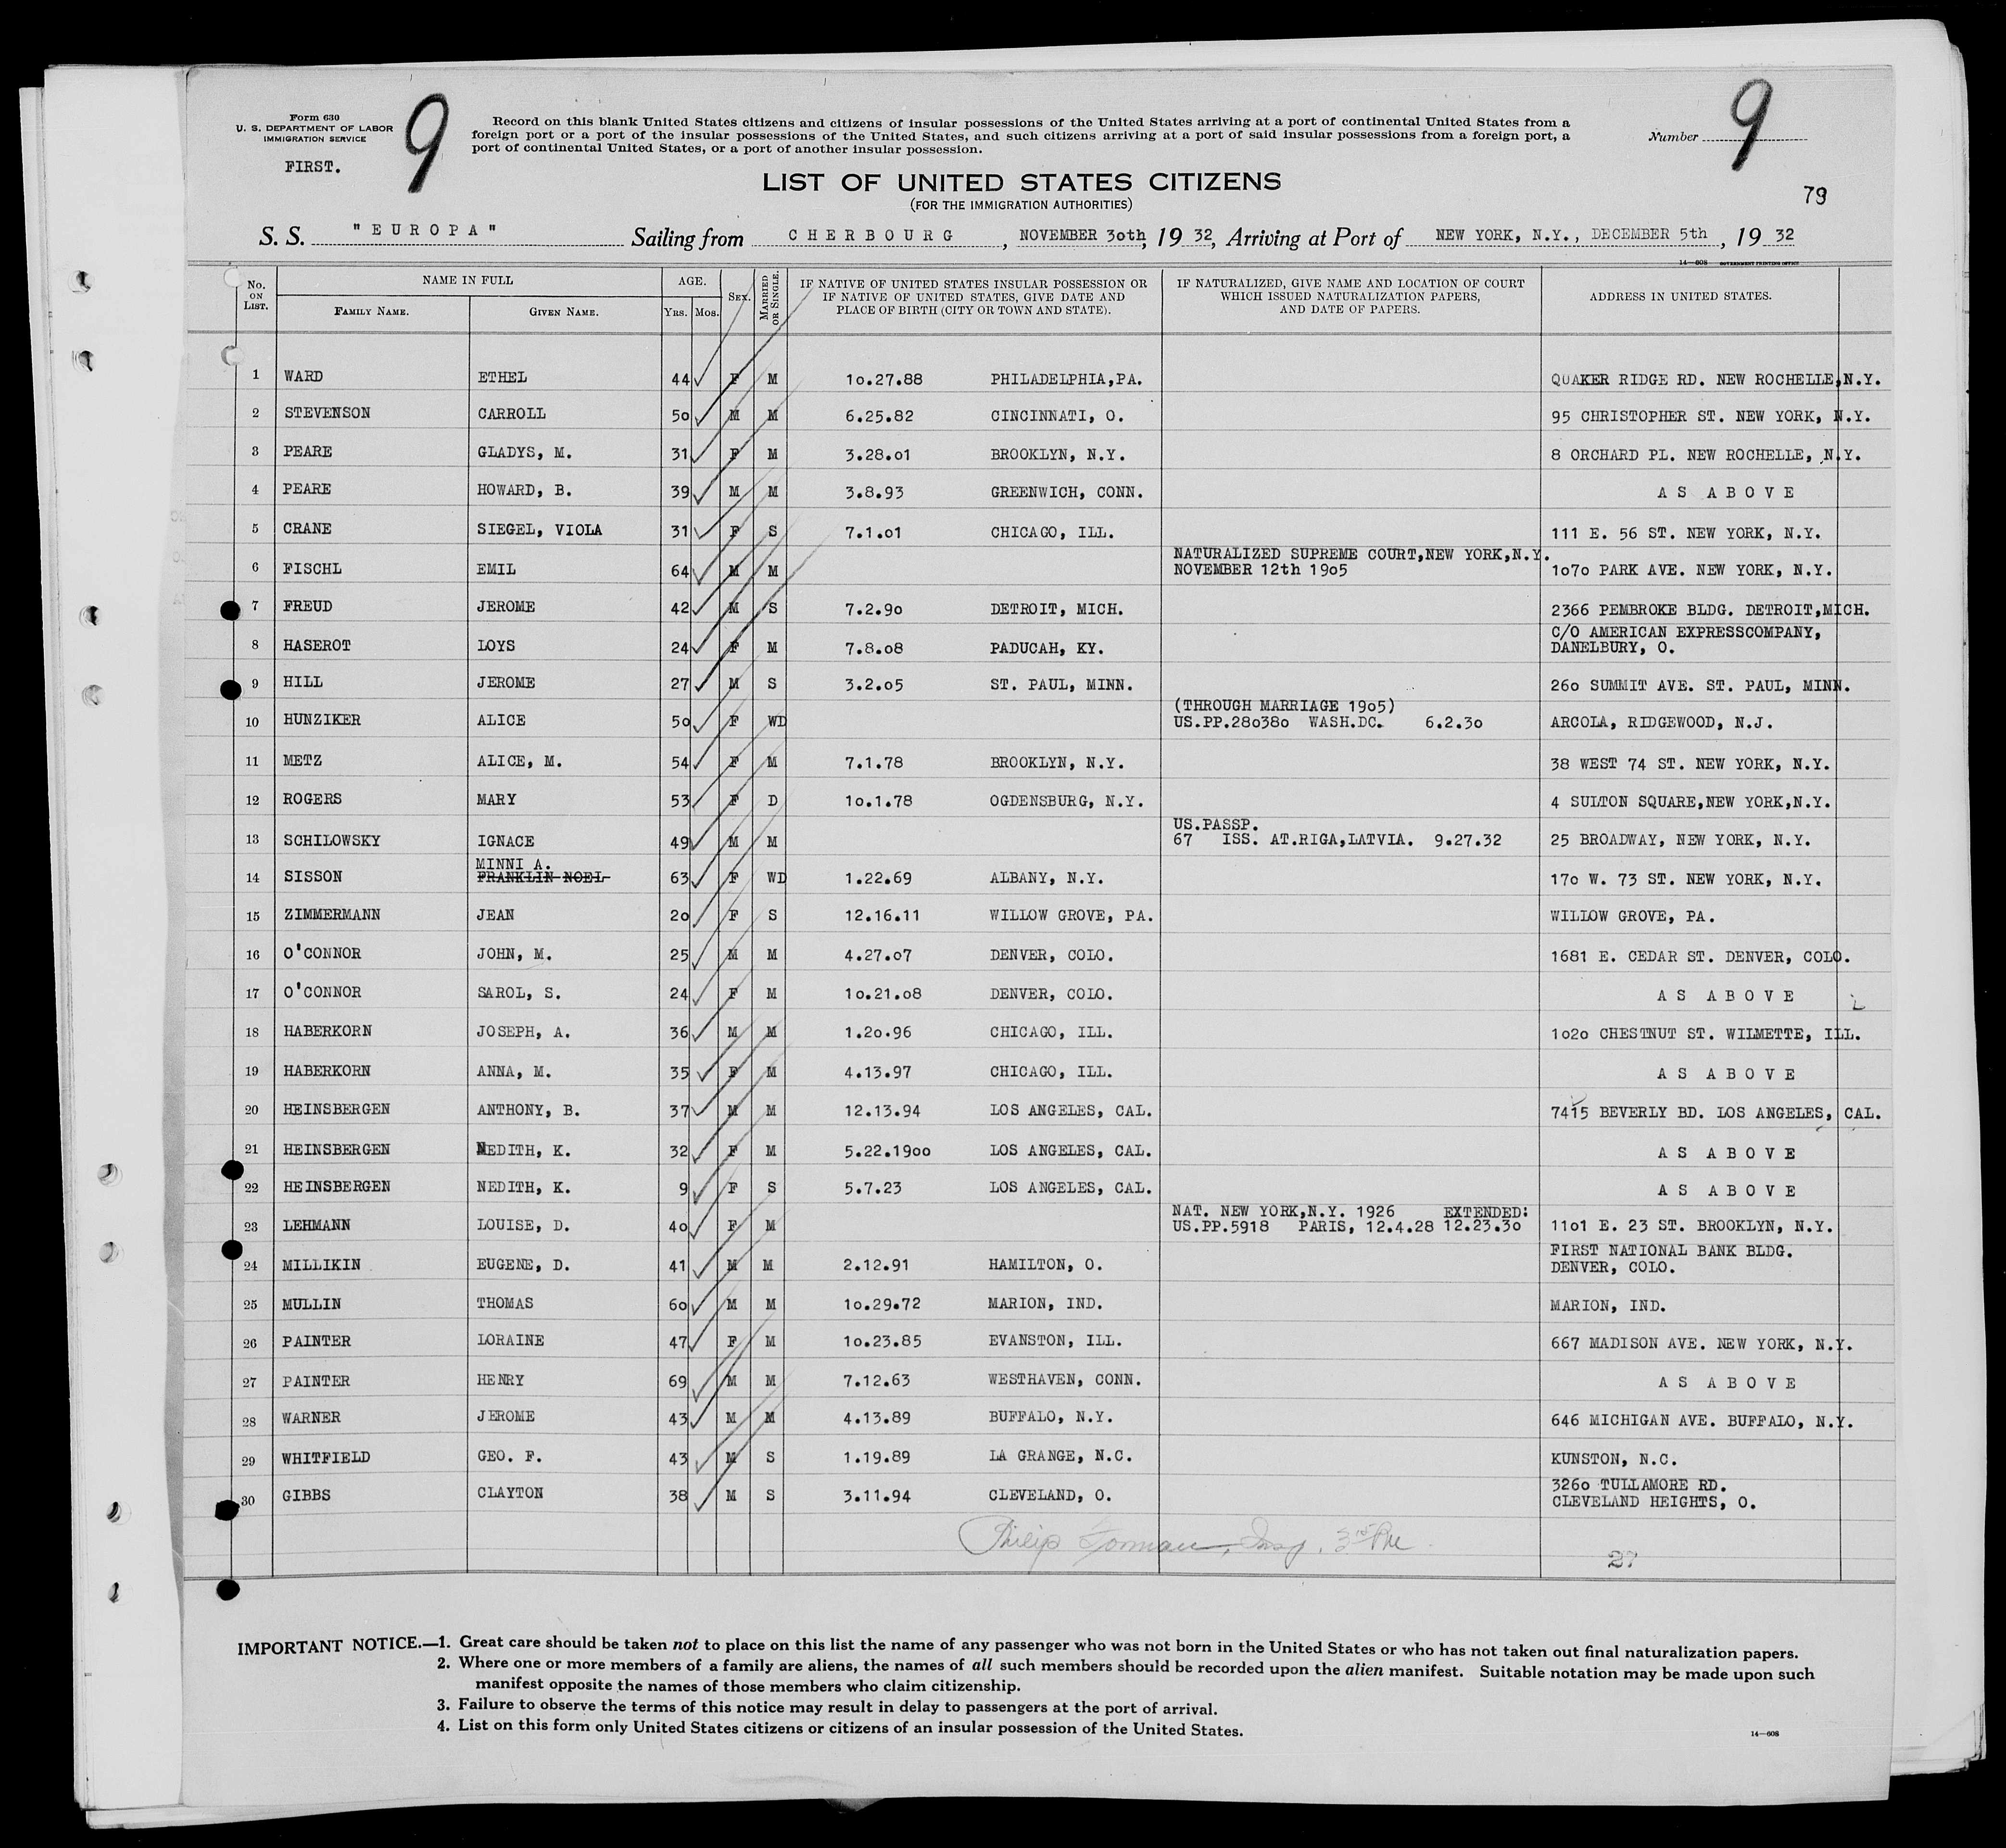 Form 630
U. S. DEPARTMENT OF LABOR
IMMIGRATION SERVICE
FIRST.
9
Record on this blank United States citizens and citizens of insular possessions of the United States arriving at a port of continental United States from a
foreign port or a port of the insular possessions of the United States, and such citizens arriving at a port of said insular possessions from a foreign port, a
port of continental United States, or a port of another insular possession.
Number 9
LIST OF UNITED STATES CITIZENS
(FOR THE IMMIGRATION AUTHORITIES)
79
S. S. "EUROPA" Sailing from CHERBOURG, NOVEMBER 30th, 1932, Arriving at Port of NEW YORK, N.Y., DECEMBER 5th, 1932
14—608 GOVERNMENT PRINTING OFFICE
No. ON LIST. NAME IN FULL FAMILY NAME. GIVEN NAME. AGE. YRS. MOS. SEX. MARRIED OR SINGLE. IF NATIVE OF UNITED STATES INSULAR POSSESSION OR IF NATIVE OF UNITED STATES, GIVE DATE AND PLACE OF BIRTH (CITY OR TOWN AND STATE). IF NATURALIZED, GIVE NAME AND LOCATION OF COURT WHICH ISSUED NATURALIZATION PAPERS, AND DATE OF PAPERS. ADDRESS IN UNITED STATES.
1 WARD ETHEL 44 F M 10.27.88 PHILADELPHIA,PA. QUAKER RIDGE RD. NEW ROCHELLE,N.Y.
2 STEVENSON CARROLL 50 M M 6.25.82 CINCINNATI, O. 95 CHRISTOPHER ST. NEW YORK, N.Y.
3 PEARE GLADYS, M. 31 F M 3.28.01 BROOKLYN, N.Y. 8 ORCHARD PL. NEW ROCHELLE, N.Y.
4 PEARE HOWARD, B. 39 M M 3.8.93 GREENWICH, CONN. AS ABOVE
5 CRANE SIEGEL, VIOLA 31 F S 7.1.01 CHICAGO, ILL. 111 E. 56 ST. NEW YORK, N.Y.
NATURALIZED SUPREME COURT,NEW YORK,N.Y.
6 FISCHL EMIL 64 M M NOVEMBER 12th 1905 1070 PARK AVE. NEW YORK, N.Y.
7 FREUD JEROME 42 M S 7.2.90 DETROIT, MICH. 2366 PEMBROKE BLDG. DETROIT,MICH.
C/O AMERICAN EXPRESSCOMPANY,
8 HASEROT LOYS 24 F M 7.8.08 PADUCAH, KY. DANELBURY, O.
9 HILL JEROME 27 M S 3.2.05 ST. PAUL, MINN. 260 SUMMIT AVE. ST. PAUL, MINN.
(THROUGH MARRIAGE 1905)
10 HUNZIKER ALICE 50 F WD US.PP.280380 WASH.DC. 6.2.30 ARCOLA, RIDGEWOOD, N.J.
11 METZ ALICE, M. 54 F M 7.1.78 BROOKLYN, N.Y. 38 WEST 74 ST. NEW YORK, N.Y.
12 ROGERS MARY 53 F D 10.1.78 OGDENSBURG, N.Y. 4 SULTON SQUARE,NEW YORK,N.Y.
US.PASSP.
13 SCHILOWSKY IGNACE 49 M M 67 ISS. AT.RIGA,LATVIA. 9.27.32 25 BROADWAY, NEW YORK, N.Y.
MINNI A.
14 SISSON FRANKLIN NOEL 63 F WD 1.22.69 ALBANY, N.Y. 170 W. 73 ST. NEW YORK, N.Y.
15 ZIMMERMANN JEAN 20 F S 12.16.11 WILLOW GROVE, PA. WILLOW GROVE, PA.
16 O'CONNOR JOHN, M. 25 M M 4.27.07 DENVER, COLO. 1681 E. CEDAR ST. DENVER, COLO.
17 O'CONNOR SAROL, S. 24 F M 10.21.08 DENVER, COLO. AS ABOVE
18 HABERKORN JOSEPH, A. 36 M M 1.20.96 CHICAGO, ILL. 1020 CHESTNUT ST. WILMETTE, ILL.
19 HABERKORN ANNA, M. 35 F M 4.13.97 CHICAGO, ILL. AS ABOVE
20 HEINSBERGEN ANTHONY, B. 37 M M 12.13.94 LOS ANGELES, CAL. 7415 BEVERLY BD. LOS ANGELES, CAL.
21 HEINSBERGEN NEDITH, K. 32 F M 5.22.1900 LOS ANGELES, CAL. AS ABOVE
22 HEINSBERGEN NEDITH, K. 9 F S 5.7.23 LOS ANGELES, CAL. AS ABOVE
NAT. NEW YORK,N.Y. 1926 EXTENDED:
23 LEHMANN LOUISE, D. 40 F M US.PP.5918 PARIS, 12.4.28 12.23.30 1101 E. 23 ST. BROOKLYN, N.Y.
FIRST NATIONAL BANK BLDG.
24 MILLIKIN EUGENE, D. 41 M M 2.12.91 HAMILTON, O. DENVER, COLO.
25 MULLIN THOMAS 60 M M 10.29.72 MARION, IND. MARION, IND.
26 PAINTER LORAINE 47 F M 10.23.85 EVANSTON, ILL. 667 MADISON AVE. NEW YORK, N.Y.
27 PAINTER HENRY 69 M M 7.12.63 WESTHAVEN, CONN. AS ABOVE
28 WARNER JEROME 43 M M 4.13.89 BUFFALO, N.Y. 646 MICHIGAN AVE. BUFFALO, N.Y.
29 WHITFIELD GEO. F. 43 M S 1.19.89 LA GRANGE, N.C. KUNSTON, N.C.
3260 TULLAMORE RD.
30 GIBBS CLAYTON 38 M S 3.11.94 CLEVELAND, O. CLEVELAND HEIGHTS, O.
Philip Insp. 3rd
27
IMPORTANT NOTICE.—1. Great care should be taken not to place on this list the name of any passenger who was not born in the United States or who has not taken out final naturalization papers.
2. Where one or more members of a family are aliens, the names of all such members should be recorded upon the alien manifest. Suitable notation may be made upon such
manifest opposite the names of those members who claim citizenship.
3. Failure to observe the terms of this notice may result in delay to passengers at the port of arrival.
4. List on this form only United States citizens or citizens of an insular possession of the United States.
14—608